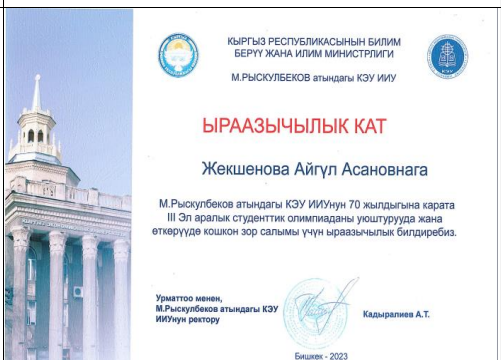 КЫРГЫЗ РЕСПУБЛИКАСЫНЫН БИЛИМ
БЕРҮҮ ЖАНА ИЛИМ МИНИСТРЛИГИ
М.РЫСКУЛБЕКОВ атындагы КЭУ ИИУ
ЫРААЗЫЧЫЛЫК КАТ
Жекшенова Айгүл Асановнага
М.Рыскулбеков атындагы КЭУ ИИУнун 70 жылдыгына карата
III Эл аралык студенттик олимпиаданы уюштурууда жана
өткөрүүдө кошкон зор салымы үчүн ыраазычылык билдиребиз.
Урматтоо менен,
М.Рыскулбеков атындагы КЭУ
ИИУнун ректору
Кадыралиев А.Т.
Бишкек - 2023